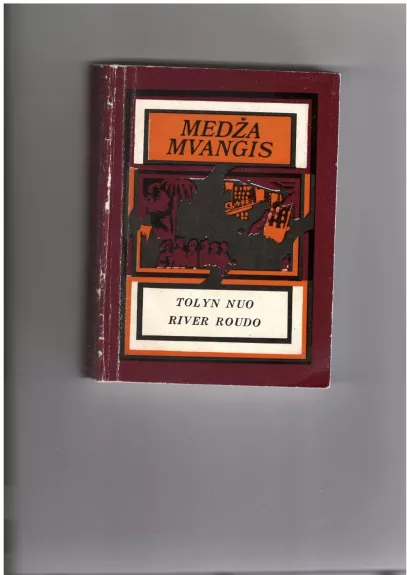 MEDŽA
MVANGIS
TOLYN NUO
RIVER ROUDO